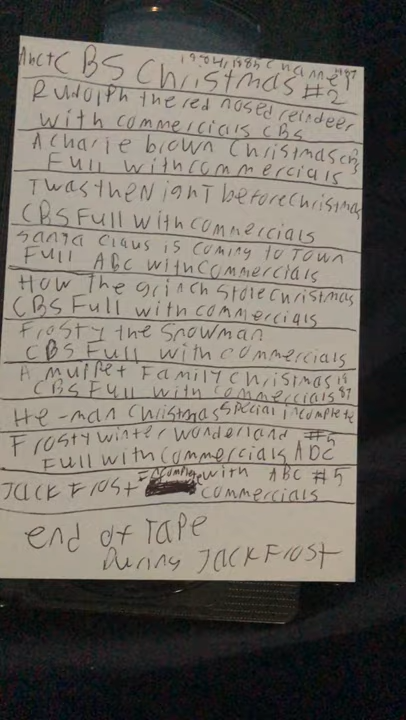 CBS Christmas #2
Rudolph the red nosed reindeer
with commercials CBS
A charlie brown Christmas CBS
Full with commercials
Twas the Night before Christmas
CBS Full with commercials
Santa Claus is coming to Town
Full ABC with commercials
How The grinch Stole Christmas
CBS Full with commercials
Frosty the Snowman
CBS Full with commercials
A muppet Family Christmas 19
CBS Full with commercials 87
He-man Christmas special incomplete
Frosty winter wonderland #5
Full with commercials ABC
JACK FROST with ABC #5
commercials
end of Tape
During JACK FROST